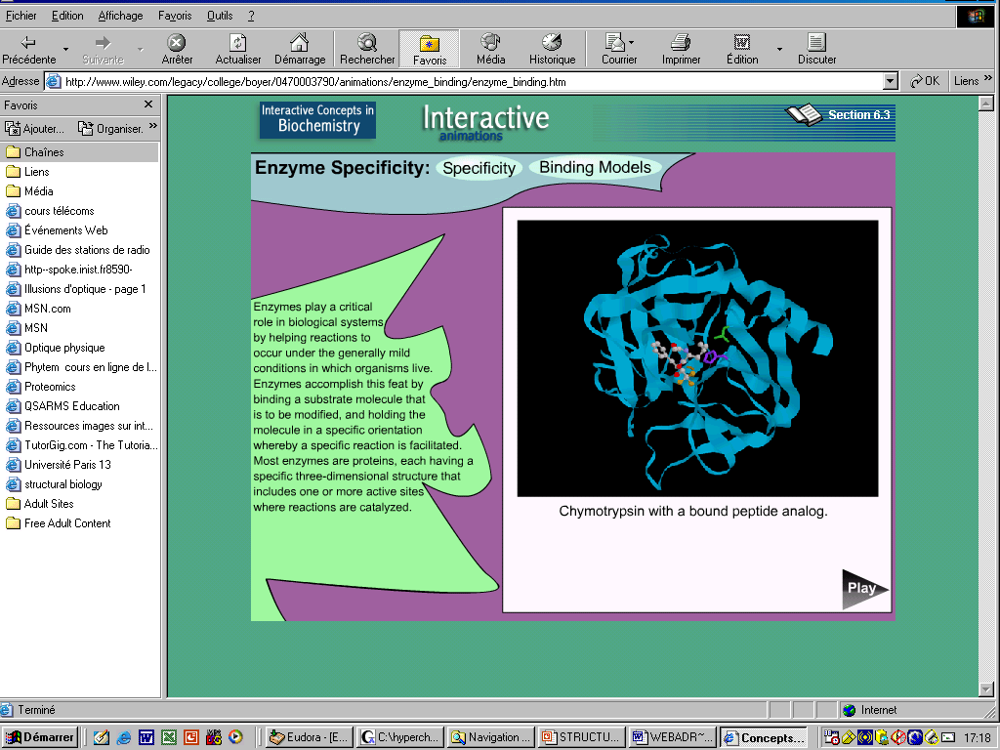 Fichier Edition Affichage Favoris Outils ?
Précédente Suivante Arrêter Actualiser Démarrage Rechercher Favoris Média Historique Courrier Imprimer Édition Discuter
Adresse http://www.wiley.com/legacy/college/boyer/0470003790/animations/enzyme_binding/enzyme_binding.htm OK Liens »
Favoris
Ajouter... Organiser. »
Chaînes
Liens
Média
cours télécoms
Événements Web
Guide des stations de radio
http--spoke.inist.fr8590-
Illusions d'optique - page 1
MSN.com
MSN
Optique physique
Phytem cours en ligne de l...
Proteomics
QSARMS Education
Ressources images sur int...
TutorGig.com - The Tutoria...
Université Paris 13
structural biology
Adult Sites
Free Adult Content
Interactive Concepts in
Biochemistry
Interactive
animations
Section 6.3
Enzyme Specificity: Specificity Binding Models
Enzymes play a critical
role in biological systems
by helping reactions to
occur under the generally mild
conditions in which organisms live.
Enzymes accomplish this feat by
binding a substrate molecule that
is to be modified, and holding the
molecule in a specific orientation
whereby a specific reaction is facilitated.
Most enzymes are proteins, each having a
specific three-dimensional structure that
includes one or more active sites
where reactions are catalyzed.
Chymotrypsin with a bound peptide analog.
Play
Terminé Internet
Démarrer Eudora - [E... C:\hyperch... Navigation ... STRUCTU... WEBADR~... Concepts... 17:18